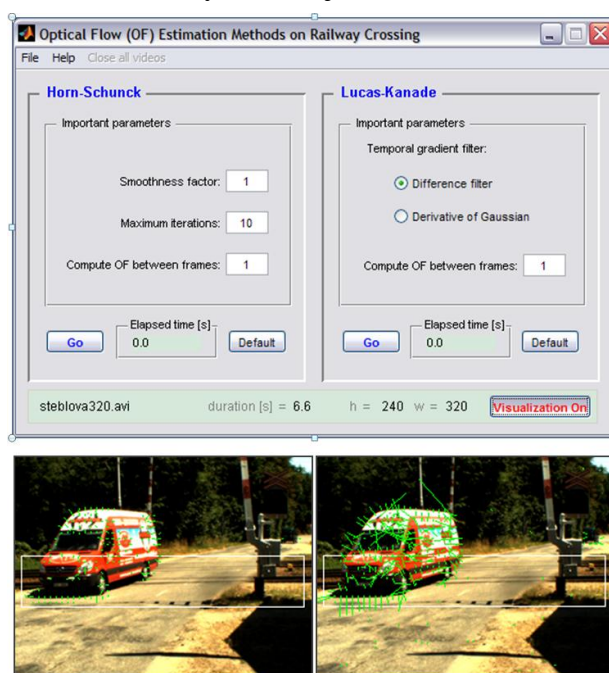 Optical Flow (OF) Estimation Methods on Railway Crossing
File Help Close all videos
Horn-Schunck
Important parameters
Smoothness factor: 1
Maximum iterations: 10
Compute OF between frames: 1
Go
Elapsed time [s]
0.0
Default
Lucas-Kanade
Important parameters
Temporal gradient filter:
Difference filter
Derivative of Gaussian
Compute OF between frames: 1
Go
Elapsed time [s]
0.0
Default
steblova320.avi duration [s] = 6.6 h = 240 w = 320 Visualization On